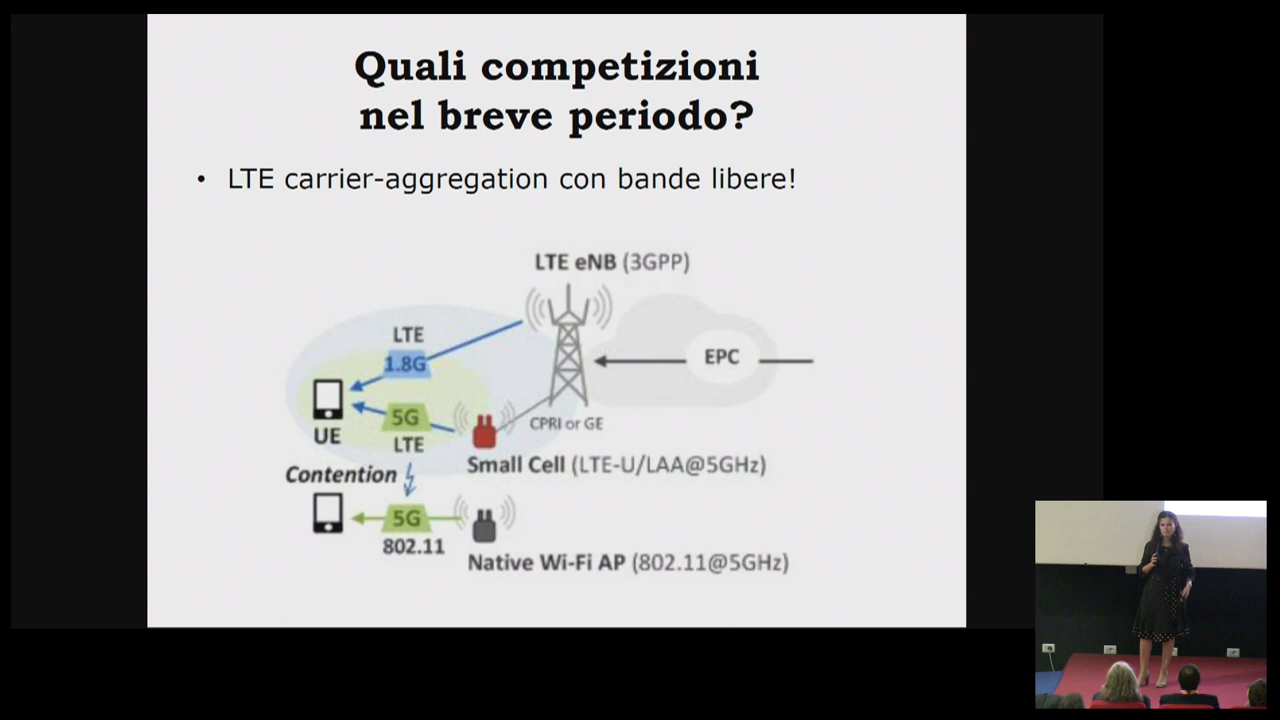 Quali competizioni
nel breve periodo?
• LTE carrier-aggregation con bande libere!
LTE eNB (3GPP)
LTE
1.8G
EPC
5G
UE
LTE
CPRI or GE
Small Cell (LTE-U/LAA@5GHz)
Contention
5G
802.11
Native Wi-Fi AP (802.11@5GHz)